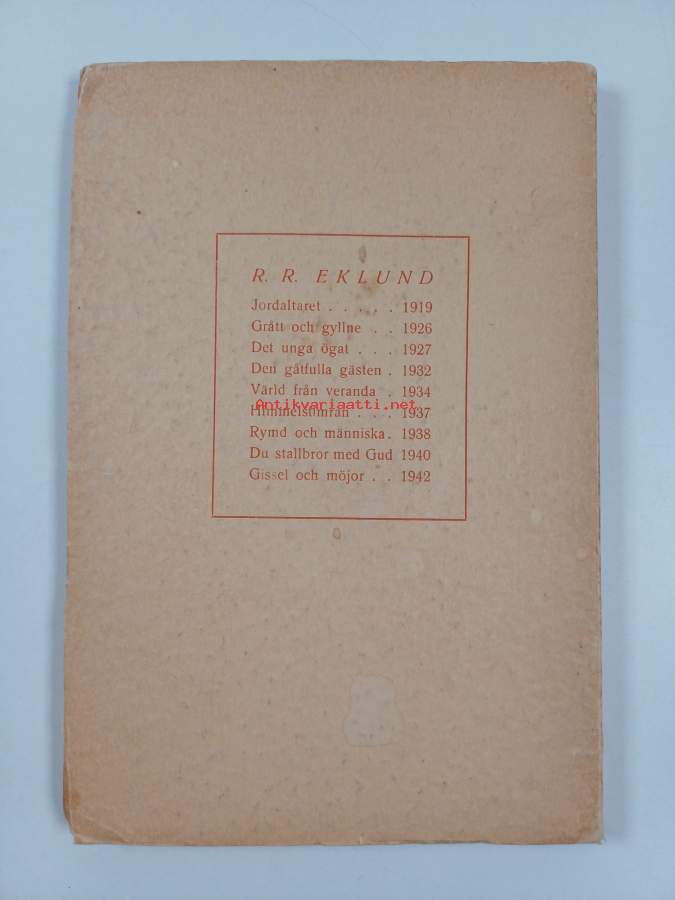 R. R. EKLUND
Jordaltaret . . . . . 1919
Grått och gyllne . . 1926
Det unga ögat . . . 1927
Den gåtfulla gästen . 1932
Värld från veranda . 1934
Antikvariaatti.net
. . . 1937
Rymd och människa . 1938
Du stallbror med Gud 1940
Gissel och möjor . . 1942